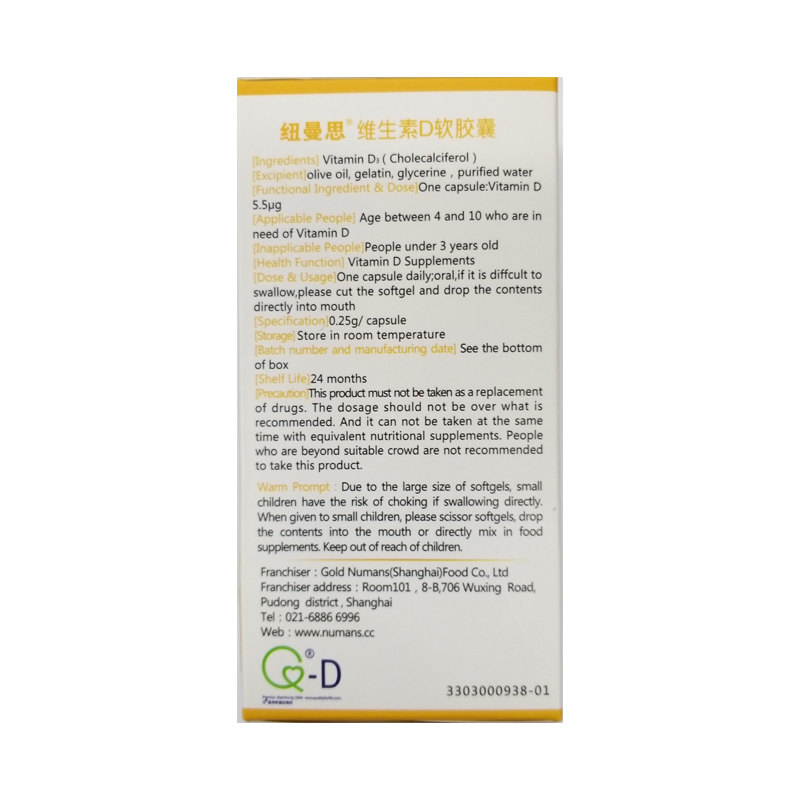 纽曼思® 维生素D软胶囊
[Ingredients] Vitamin D₃ ( Cholecalciferol )
[Excipient]olive oil, gelatin, glycerine , purified water
[Functional Ingredient & Dose]One capsule:Vitamin D
5.5μg
[Applicable People] Age between 4 and 10 who are in
need of Vitamin D
[Inapplicable People]People under 3 years old
[Health Function] Vitamin D Supplements
[Dose & Usage]One capsule daily;oral,if it is diffcult to
swallow,please cut the softgel and drop the contents
directly into mouth
[Specification]0.25g/ capsule
[Storage] Store in room temperature
[Batch number and manufacturing date] See the bottom
of box
[Shelf Life]24 months
[Precaution]This product must not be taken as a replacement
of drugs. The dosage should not be over what is
recommended. And it can not be taken at the same
time with equivalent nutritional supplements. People
who are beyond suitable crowd are not recommended
to take this product.
Warm Prompt : Due to the large size of softgels, small
children have the risk of choking if swallowing directly.
When given to small children, please scissor softgels, drop
the contents into the mouth or directly mix in food
supplements. Keep out of reach of children.
Franchiser : Gold Numans(Shanghai)Food Co., Ltd
Franchiser address : Room101 , 8-B,706 Wuxing Road,
Pudong district , Shanghai
Tel : 021-6886 6996
Web : www.numans.cc
®-D
3303000938-01